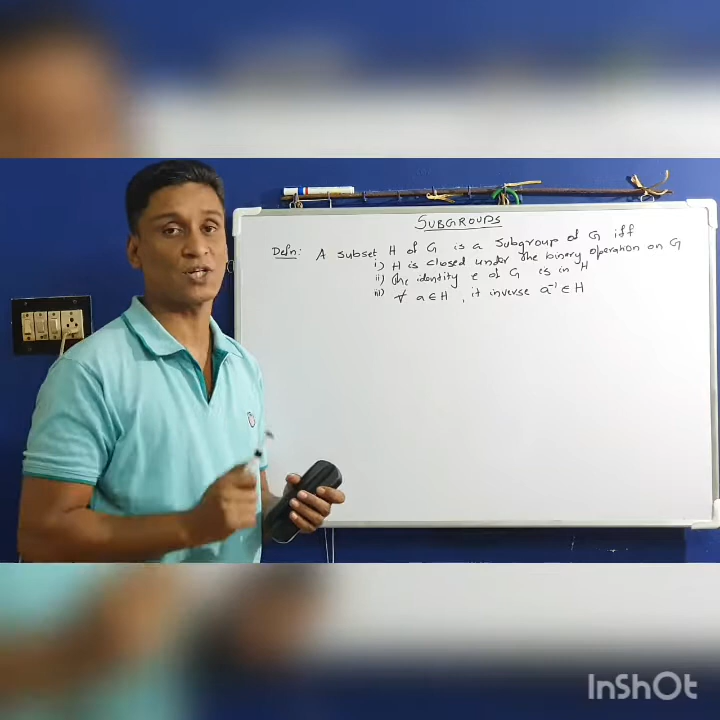 SUBGROUPS
Defn: A subset H of G is a subgroup of G iff
i) H is closed under the binary operation on G
ii) the identity e of G is in H
iii) ∀ a ∈ H, it inverse a⁻¹ ∈ H
InShOt